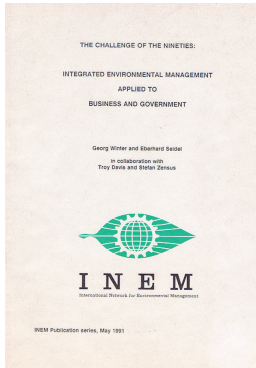 THE CHALLENGE OF THE NINETIES:
INTEGRATED ENVIRONMENTAL MANAGEMENT
APPLIED TO
BUSINESS AND GOVERNMENT
Georg Winter and Eberhard Seidel
in collaboration with
Troy Davis and Stefan Zensus
INEM
International Network for Environmental Management
INEM Publication series, May 1991